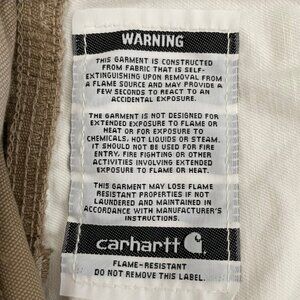 WARNING
THIS GARMENT IS CONSTRUCTED
FROM FABRIC THAT IS SELF-
EXTINGUISHING UPON REMOVAL FROM
A FLAME SOURCE AND MAY PROVIDE A
FEW SECONDS TO REACT TO AN
ACCIDENTAL EXPOSURE.
THE GARMENT IS NOT DESIGNED FOR
EXTENDED EXPOSURE TO FLAME OR
HEAT OR FOR EXPOSURE TO
CHEMICALS, HOT LIQUIDS OR STEAM.
IT SHOULD NOT BE USED FOR FIRE
ENTRY, FIRE FIGHTING OR OTHER
ACTIVITIES INVOLVING EXTENDED
EXPOSURE TO FLAME OR HEAT.
THIS GARMENT MAY LOSE FLAME
RESISTANT PROPERTIES IF NOT
LAUNDERED AND MAINTAINED IN
ACCORDANCE WITH MANUFACTURER'S
INSTRUCTIONS.
carhartt
FLAME-RESISTANT
DO NOT REMOVE THIS LABEL.